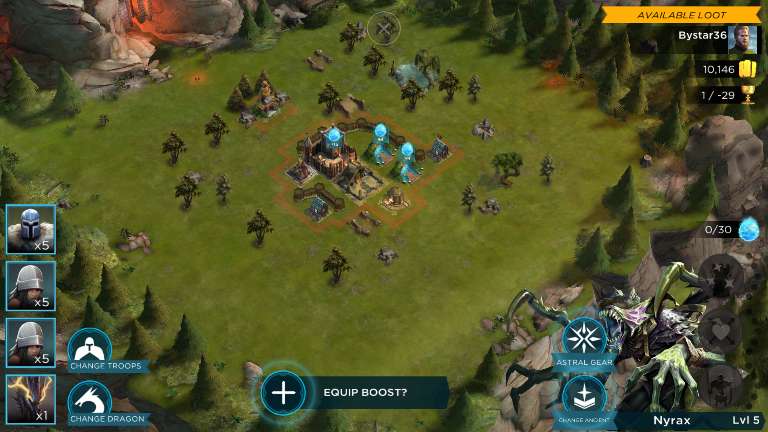 AVAILABLE LOOT
Bystar36
10,146
1 / -29
0/30
x5
x5
x5
x1
CHANGE TROOPS
CHANGE DRAGON
EQUIP BOOST?
ASTRAL GEAR
CHANGE ANCIENT
Nyrax Lvl 5